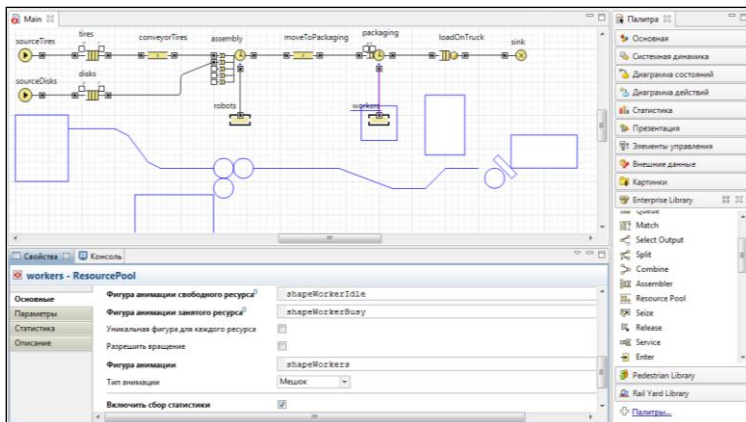 Main
sourceTires
tires
conveyorTires
assembly
moveToPackaging
packaging
loadOnTruck
sink
sourceDisks
disks
robots
workers
Палитра
Основная
Системная динамика
Диаграмма состояний
Диаграмма действий
Статистика
Презентация
Элементы управления
Внешние данные
Картинки
Enterprise Library
Queue
Match
Select Output
Split
Combine
Assembler
Resource Pool
Seize
Release
Service
Enter
Pedestrian Library
Rail Yard Library
Палитры...
Свойства
Консоль
workers - ResourcePool
Основные
Параметры
Статистика
Описание
Фигура анимации свободного ресурса
shapeWorkerIdle
Фигура анимации занятого ресурса
shapeWorkerBusy
Уникальная фигура для каждого ресурса
Разрешить вращение
Фигура анимации
shapeWorkers
Тип анимации
Мешок
Включить сбор статистики